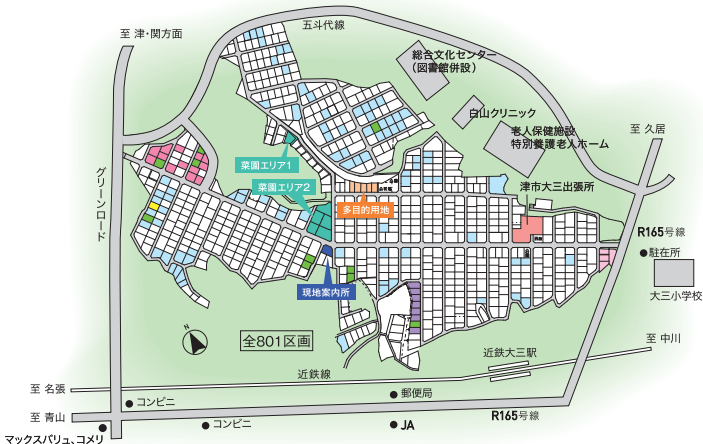 五斗代線
至 津・関方面
総合文化センター
（図書館併設）
白山クリニック
老人保健施設
特別養護老人ホーム
至 久居
菜園エリア1
菜園エリア2
多目的用地
津市大三出張所
グリーンロード
R165号線
駐在所
大三小学校
現地案内所
N
全801区画
近鉄大三駅
至 中川
近鉄線
至 名張
コンビニ
郵便局
至 青山
R165号線
コンビニ
JA
マックスバリュ、コメリ